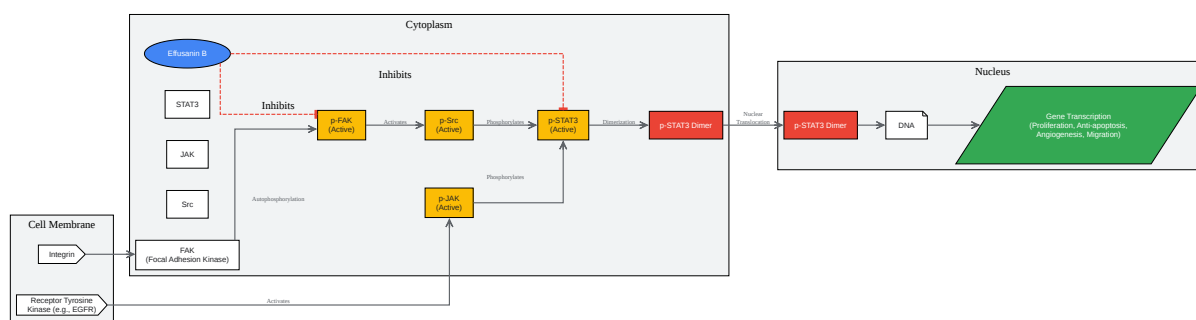 Cytoplasm
Effusanin B
Inhibits
Inhibits
STAT3
p-FAK
(Active)
Activates
p-Src
(Active)
Phosphorylates
p-STAT3
(Active)
Dimerization
p-STAT3 Dimer
Nuclear
Translocation
Nucleus
p-STAT3 Dimer
DNA
Gene Transcription
(Proliferation, Anti-apoptosis,
Angiogenesis, Migration)
JAK
Phosphorylates
Src
Autophosphorylation
p-JAK
(Active)
Cell Membrane
Integrin
FAK
(Focal Adhesion Kinase)
Receptor Tyrosine
Kinase (e.g., EGFR)
Activates